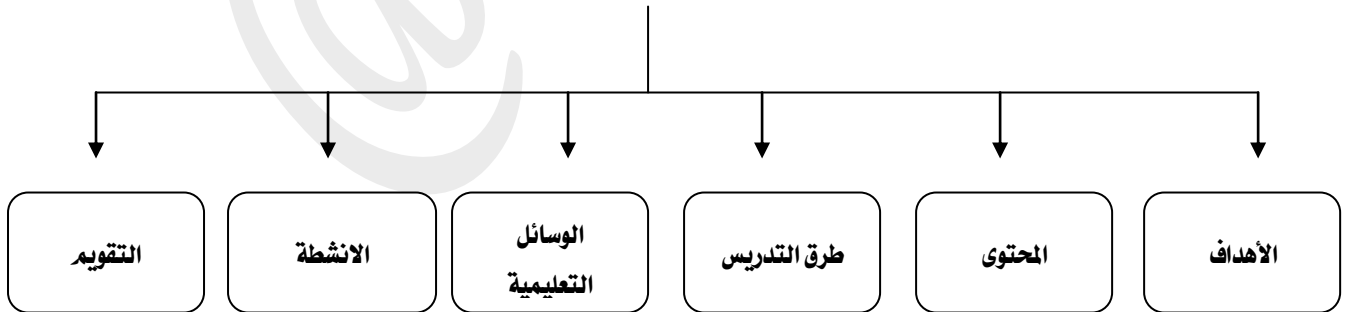 الأهداف
المحتوى
طرق التدريس
الوسائل
التعليمية
الانشطة
التقويم